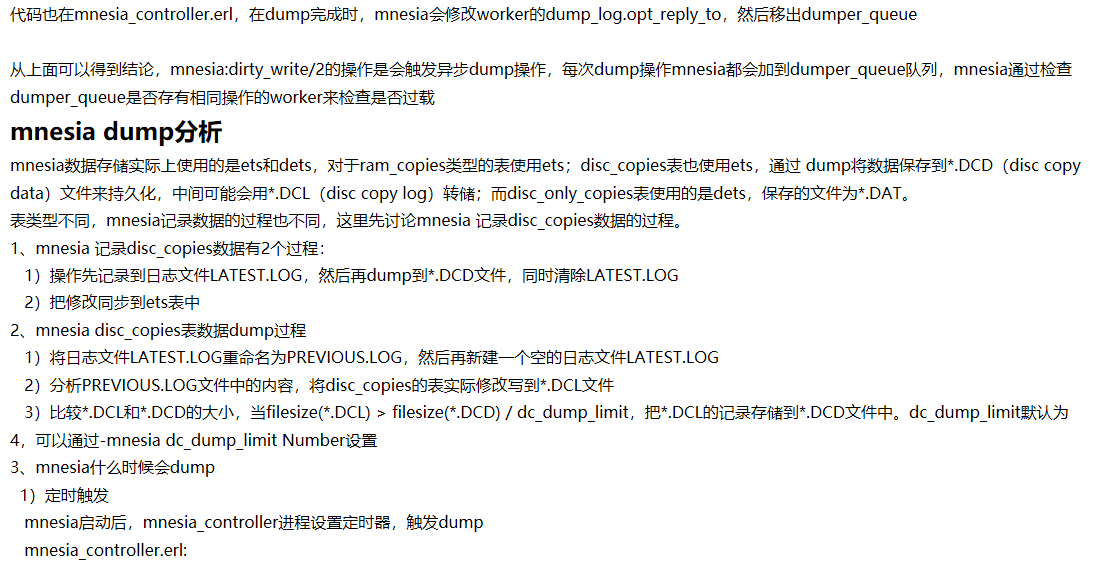 代码也在mnesia_controller.erl，在dump完成时，mnesia会修改worker的dump_log.opt_reply_to，然后移出dumper_queue
从上面可以得到结论，mnesia:dirty_write/2的操作是会触发异步dump操作，每次dump操作mnesia都会加到dumper_queue队列，mnesia通过检查
dumper_queue是否存有相同操作的worker来检查是否过载
mnesia dump分析
mnesia数据存储实际上使用的是ets和dets，对于ram_copies类型的表使用ets；disc_copies表也使用ets，通过 dump将数据保存到*.DCD（disc copy
data）文件来持久化，中间可能会用*.DCL（disc copy log）转储；而disc_only_copies表使用的是dets，保存的文件为*.DAT。
表类型不同，mnesia记录数据的过程也不同，这里先讨论mnesia 记录disc_copies数据的过程。
1、mnesia 记录disc_copies数据有2个过程：
1）操作先记录到日志文件LATEST.LOG，然后再dump到*.DCD文件，同时清除LATEST.LOG
2）把修改同步到ets表中
2、mnesia disc_copies表数据dump过程
1）将日志文件LATEST.LOG重命名为PREVIOUS.LOG，然后再新建一个空的日志文件LATEST.LOG
2）分析PREVIOUS.LOG文件中的内容，将disc_copies的表实际修改写到*.DCL文件
3）比较*.DCL和*.DCD的大小，当filesize(*.DCL) > filesize(*.DCD) / dc_dump_limit，把*.DCL的记录存储到*.DCD文件中。dc_dump_limit默认为
4，可以通过-mnesia dc_dump_limit Number设置
3、mnesia什么时候会dump
1）定时触发
mnesia启动后，mnesia_controller进程设置定时器，触发dump
mnesia_controller.erl: